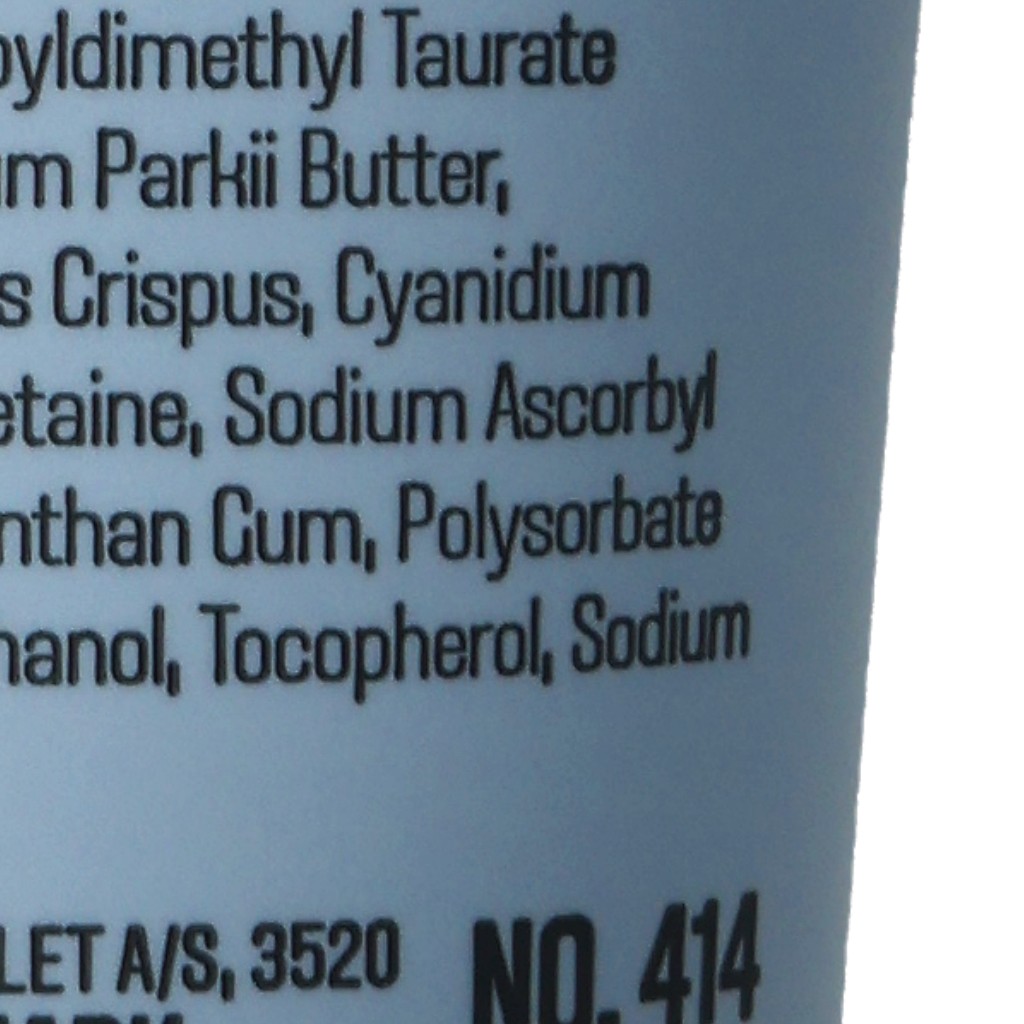 oyldimethyl Taurate
um Parkii Butter,
s Crispus, Cyanidium
etaine, Sodium Ascorbyl
nthan Gum, Polysorbate
hanol, Tocopherol, Sodium
LET A/S, 3520 NO. 414